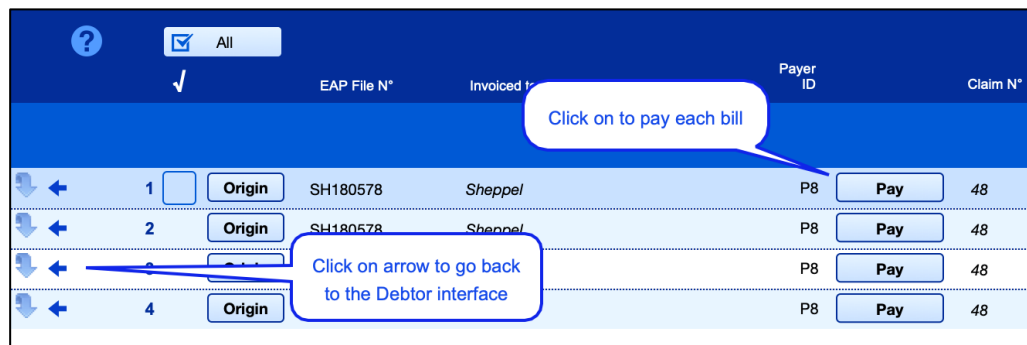 ? All
√ EAP File N° Invoiced Payer ID Claim N°
Click on to pay each bill
1 Origin SH180578 Sheppel P8 Pay 48
2 Origin SH180578 Sheppel P8 Pay 48
P8 Pay 48
Click on arrow to go back
to the Debtor interface
4 Origin P8 Pay 48